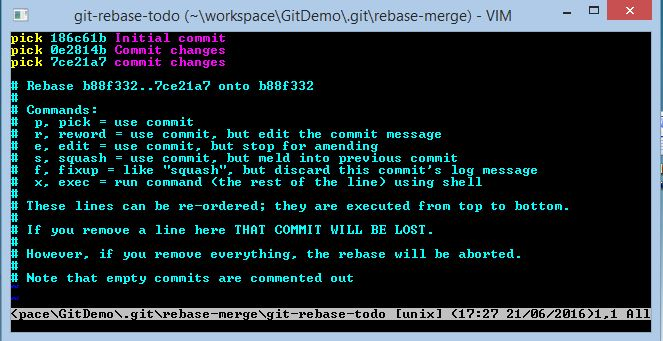 git-rebase-todo (~\workspace\GitDemo\.git\rebase-merge) - VIM
pick 186c61b Initial commit
pick 0e2814b Commit changes
pick 7ce21a7 commit changes
# Rebase b88f332..7ce21a7 onto b88f332
#
# Commands:
#  p, pick = use commit
#  r, reword = use commit, but edit the commit message
#  e, edit = use commit, but stop for amending
#  s, squash = use commit, but meld into previous commit
#  f, fixup = like "squash", but discard this commit's log message
#  x, exec = run command (the rest of the line) using shell
#
# These lines can be re-ordered; they are executed from top to bottom.
#
# If you remove a line here THAT COMMIT WILL BE LOST.
#
# However, if you remove everything, the rebase will be aborted.
#
# Note that empty commits are commented out
~
~
<pace\GitDemo\.git\rebase-merge\git-rebase-todo [unix] (17:27 21/06/2016)1,1 All